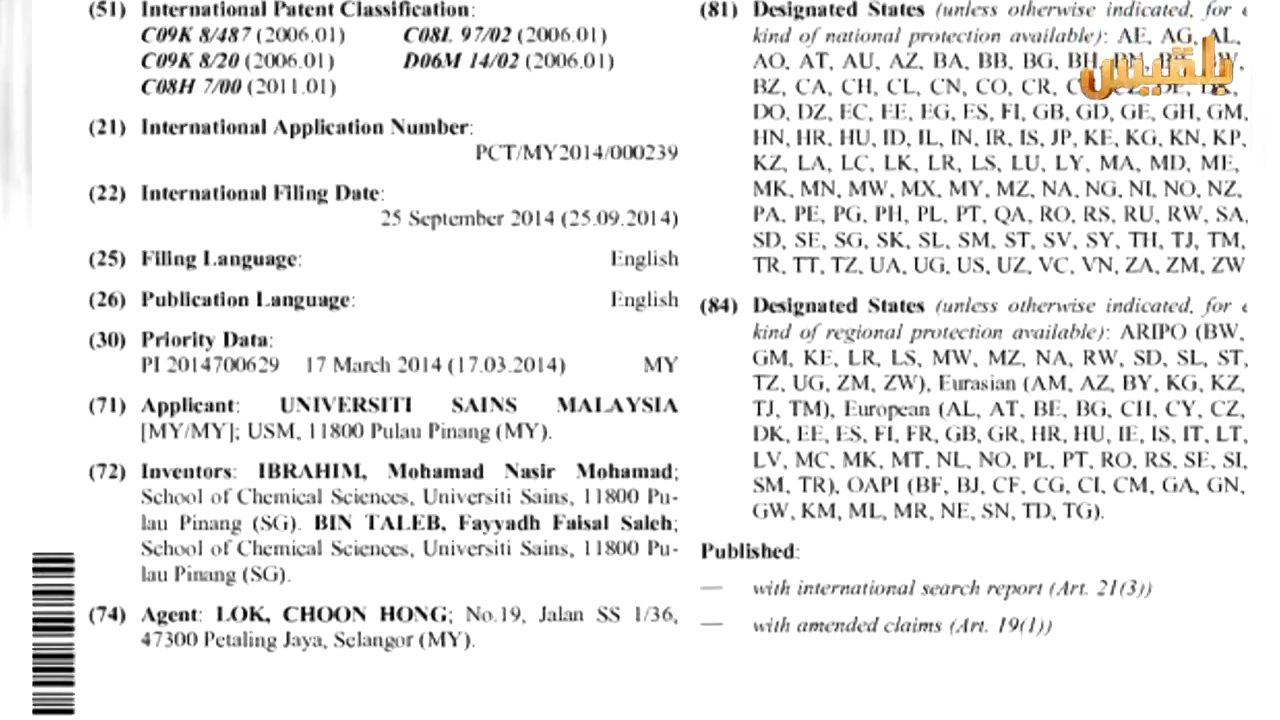 (51) International Patent Classification:
C09K 8/487 (2006.01) C08L 97/02 (2006.01)
C09K 8/20 (2006.01) D06M 14/02 (2006.01)
C08H 7/00 (2011.01)
(21) International Application Number:
PCT/MY2014/000239
(22) International Filing Date:
25 September 2014 (25.09.2014)
(25) Filing Language: English
(26) Publication Language: English
(30) Priority Data:
PI 2014700629 17 March 2014 (17.03.2014) MY
(71) Applicant: UNIVERSITI SAINS MALAYSIA
[MY/MY]; USM, 11800 Pulau Pinang (MY).
(72) Inventors: IBRAHIM, Mohamad Nasir Mohamad;
School of Chemical Sciences, Universiti Sains, 11800 Pu-
lau Pinang (SG). BIN TALEB, Fayyadh Faisal Saleh;
School of Chemical Sciences, Universiti Sains, 11800 Pu-
lau Pinang (SG).
(74) Agent: LOK, CHOON HONG; No.19, Jalan SS 1/36,
47300 Petaling Jaya, Selangor (MY).
(81) Designated States (unless otherwise indicated, for
kind of national protection available): AE, AG, AL,
AO, AT, AU, AZ, BA, BB, BG, BH, BN,
BZ, CA, CH, CL, CN, CO, CR, DE,
DO, DZ, EC, EE, EG, ES, FI, GB, GD, GE, GH, GM,
HN, HR, HU, ID, IL, IN, IR, IS, JP, KE, KG, KN, KP,
KZ, LA, LC, LK, LR, LS, LU, LY, MA, MD, ME,
MK, MN, MW, MX, MY, MZ, NA, NG, NI, NO, NZ,
PA, PE, PG, PH, PL, PT, QA, RO, RS, RU, RW, SA,
SD, SE, SG, SK, SL, SM, ST, SV, SY, TH, TJ, TM,
TR, TT, TZ, UA, UG, US, UZ, VC, VN, ZA, ZM, ZW
(84) Designated States (unless otherwise indicated, for
kind of regional protection available): ARIPO (BW,
GM, KE, LR, LS, MW, MZ, NA, RW, SD, SL, ST,
TZ, UG, ZM, ZW), Eurasian (AM, AZ, BY, KG, KZ,
TJ, TM), European (AL, AT, BE, BG, CH, CY, CZ,
DK, EE, ES, FI, FR, GB, GR, HR, HU, IE, IS, IT, LT,
LV, MC, MK, MT, NL, NO, PL, PT, RO, RS, SE, SI,
SM, TR), OAPI (BF, BJ, CF, CG, CI, CM, GA, GN,
GW, KM, ML, MR, NE, SN, TD, TG).
Published:
— with international search report (Art. 21(3))
— with amended claims (Art. 19(1))
بلقيس